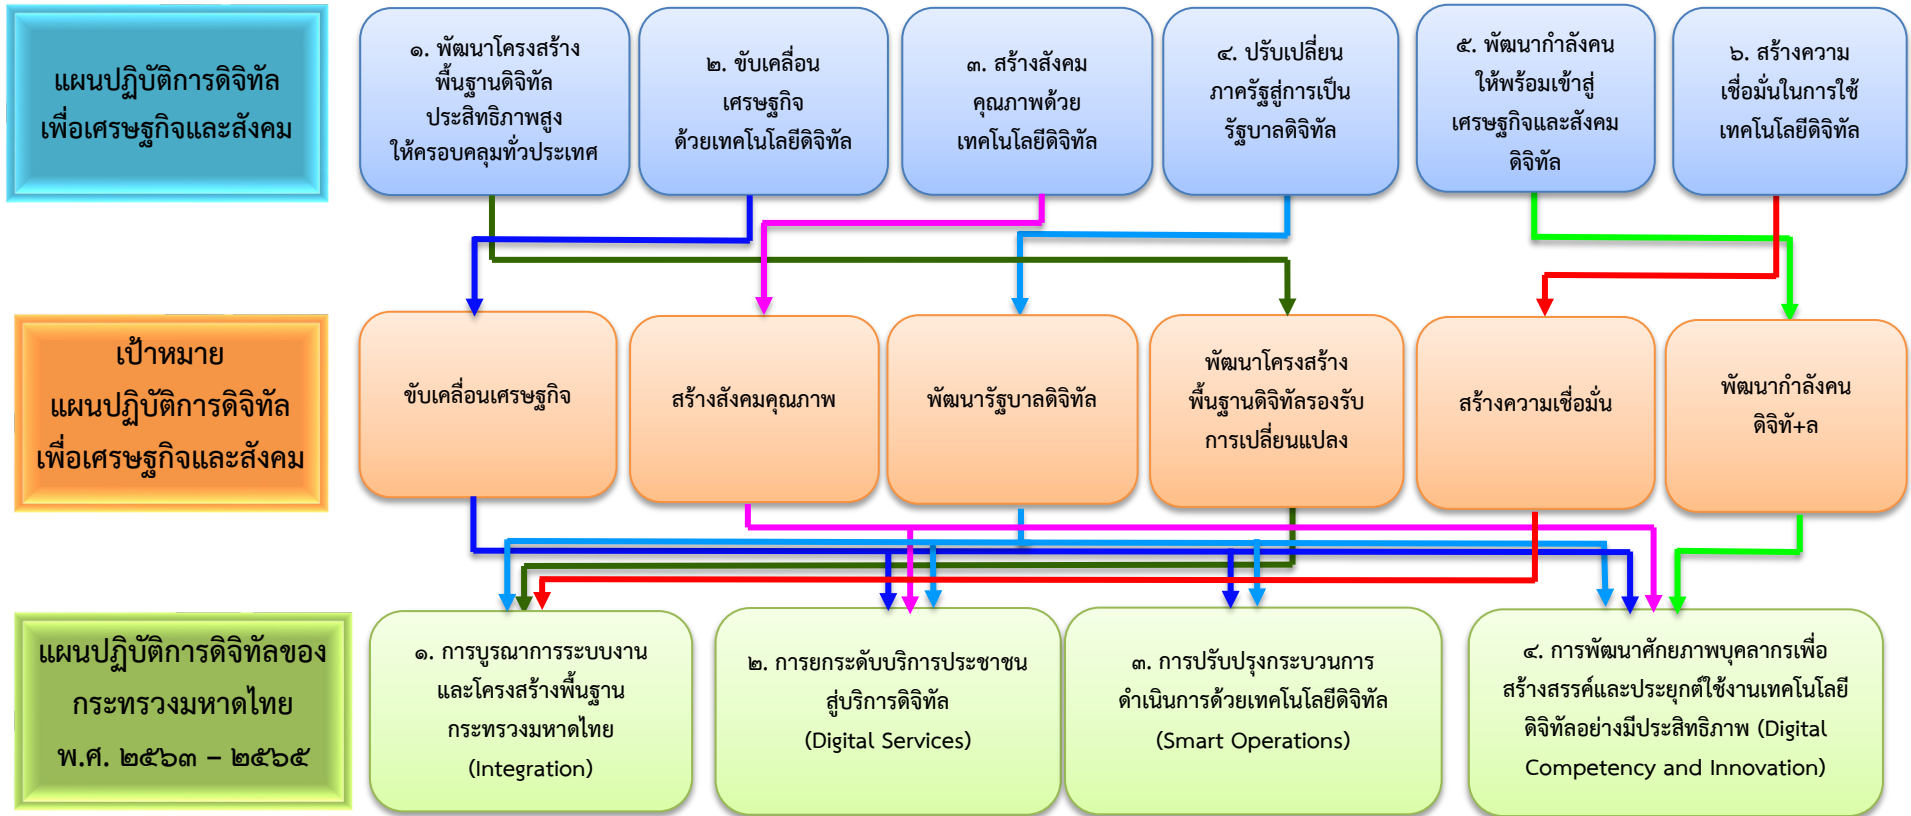 แผนปฏิบัติการดิจิทัล
เพื่อเศรษฐกิจและสังคม
๑. พัฒนาโครงสร้าง
พื้นฐานดิจิทัล
ประสิทธิภาพสูง
ให้ครอบคลุมทั่วประเทศ
๒. ขับเคลื่อน
เศรษฐกิจ
ด้วยเทคโนโลยีดิจิทัล
๓. สร้างสังคม
คุณภาพด้วย
เทคโนโลยีดิจิทัล
๔. ปรับเปลี่ยน
ภาครัฐสู่การเป็น
รัฐบาลดิจิทัล
๕. พัฒนากำลังคน
ให้พร้อมเข้าสู่
เศรษฐกิจและสังคม
ดิจิทัล
๖. สร้างความ
เชื่อมั่นในการใช้
เทคโนโลยีดิจิทัล
เป้าหมาย
แผนปฏิบัติการดิจิทัล
เพื่อเศรษฐกิจและสังคม
ขับเคลื่อนเศรษฐกิจ
สร้างสังคมคุณภาพ
พัฒนารัฐบาลดิจิทัล
พัฒนาโครงสร้าง
พื้นฐานดิจิทัลรองรับ
การเปลี่ยนแปลง
สร้างความเชื่อมั่น
พัฒนากำลังคน
ดิจิทั+ล
แผนปฏิบัติการดิจิทัลของ
กระทรวงมหาดไทย
พ.ศ. ๒๕๖๓ – ๒๕๖๕
๑. การบูรณาการระบบงาน
และโครงสร้างพื้นฐาน
กระทรวงมหาดไทย
(Integration)
๒. การยกระดับบริการประชาชน
สู่บริการดิจิทัล
(Digital Services)
๓. การปรับปรุงกระบวนการ
ดำเนินการด้วยเทคโนโลยีดิจิทัล
(Smart Operations)
๔. การพัฒนาศักยภาพบุคลากรเพื่อ
สร้างสรรค์และประยุกต์ใช้งานเทคโนโลยี
ดิจิทัลอย่างมีประสิทธิภาพ (Digital
Competency and Innovation)